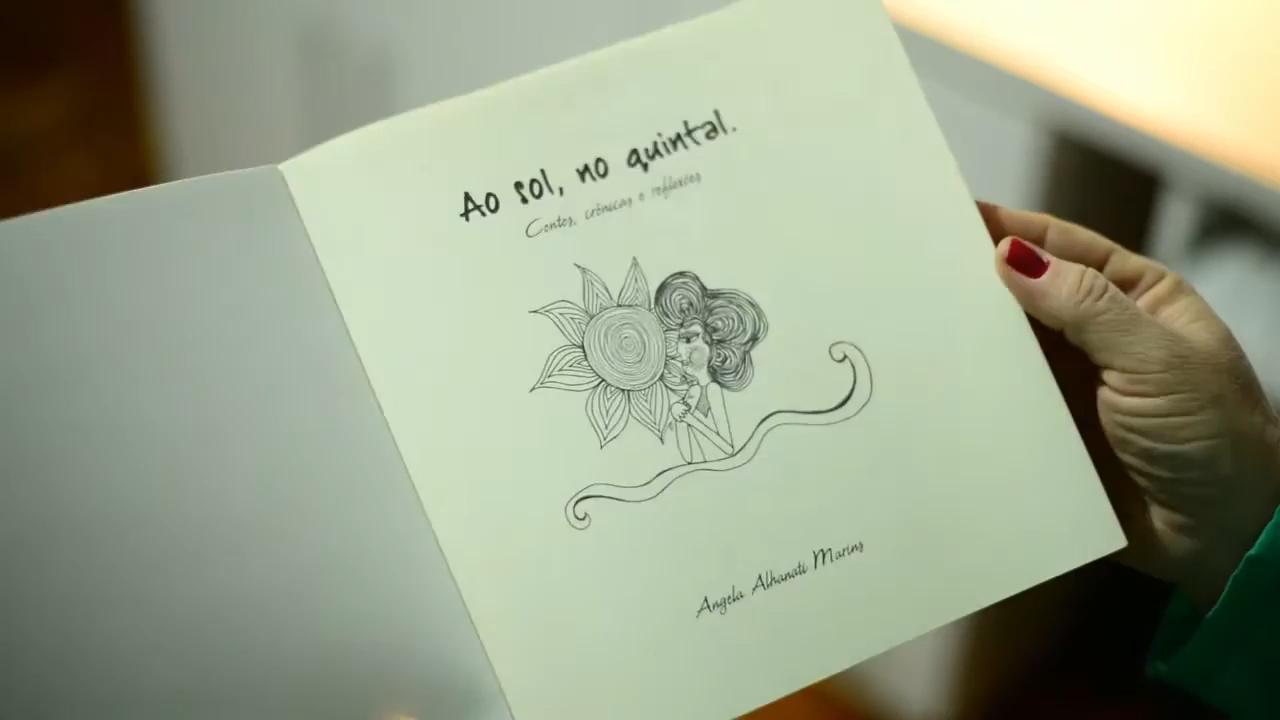 Ao sol, no quintal.
Contos, crônicas e reflexões
Angela Alhanati Marins